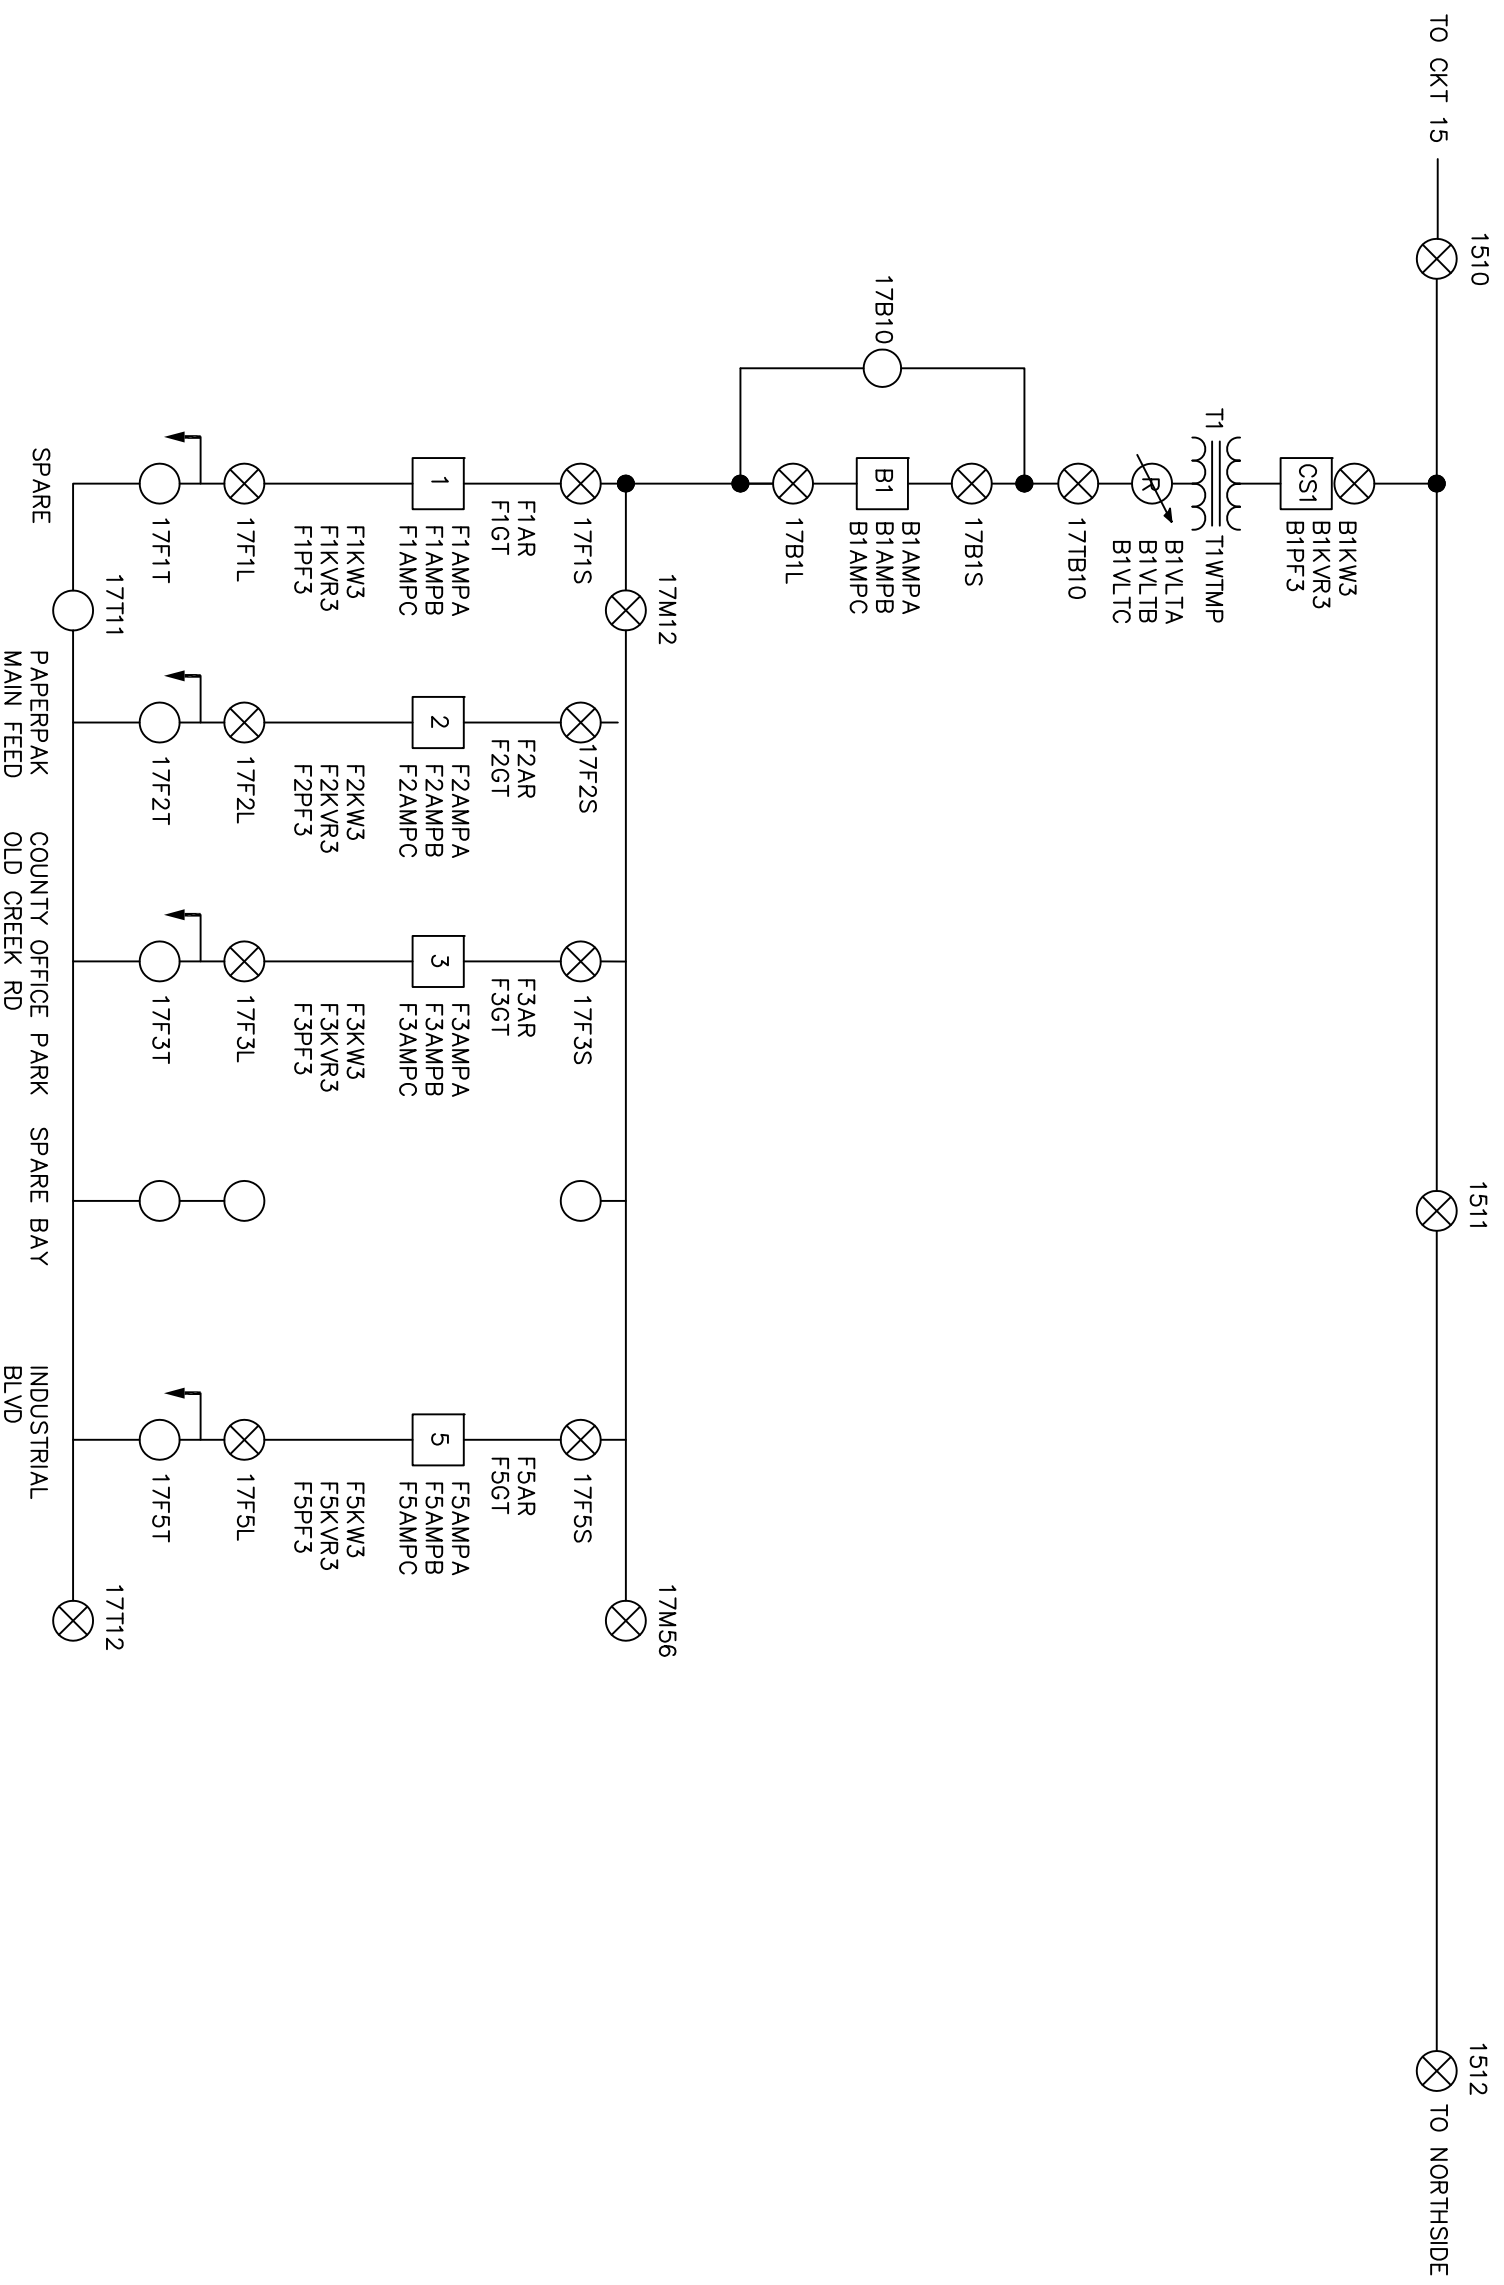 TO CKT 15
1510
1511
1512
TO NORTHSIDE
CS1
B1KW3
B1KVR3
B1PF3
T1
T1WTMP
R
B1VLTA
B1VLTB
B1VLTC
17TB10
17B10
17B1S
B1
B1AMPA
B1AMPB
B1AMPC
17B1L
17M12
17M56
17F1S
F1AR
F1GT
1
F1AMPA
F1AMPB
F1AMPC
F1KW3
F1KVR3
F1PF3
17F1L
17F1T
17F2S
F2AR
F2GT
2
F2AMPA
F2AMPB
F2AMPC
F2KW3
F2KVR3
F2PF3
17F2L
17F2T
17F3S
F3AR
F3GT
3
F3AMPA
F3AMPB
F3AMPC
F3KW3
F3KVR3
F3PF3
17F3L
17F3T
17F5S
F5AR
F5GT
5
F5AMPA
F5AMPB
F5AMPC
F5KW3
F5KVR3
F5PF3
17F5L
17F5T
17T11
17T12
SPARE
PAPERPAK
MAIN FEED
COUNTY OFFICE PARK
OLD CREEK RD
SPARE BAY
INDUSTRIAL
BLVD